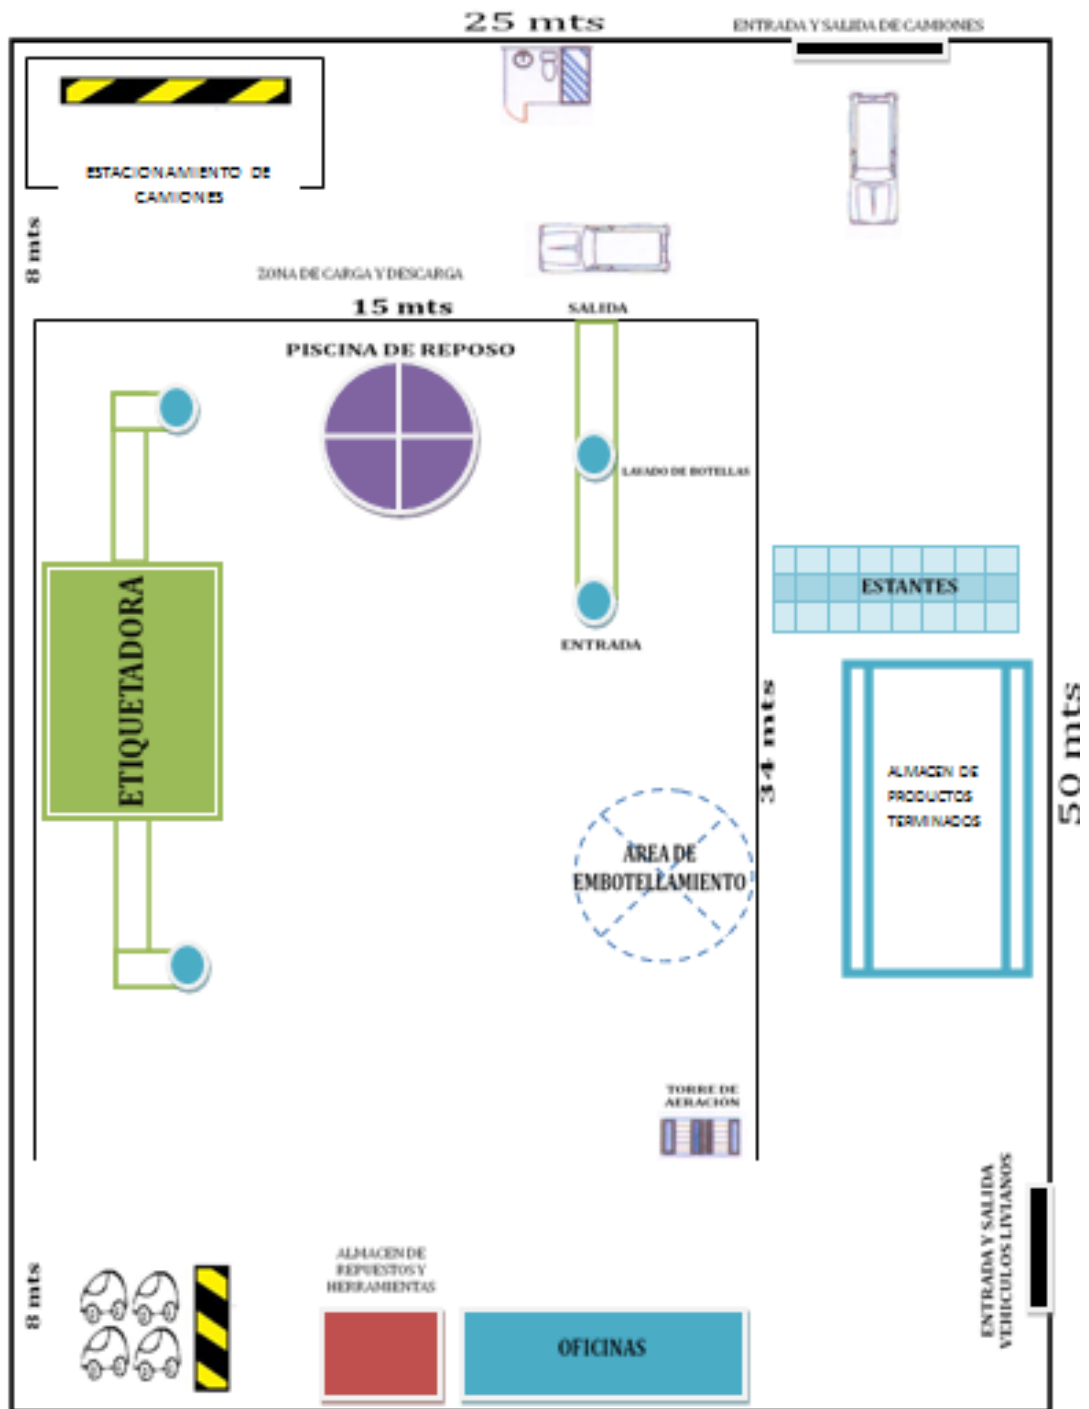 25 mts
ENTRADA Y SALIDA DE CAMIONES
ESTACIONAMIENTO DE
CAMIONES
8 mts
ZONA DE CARGA Y DESCARGA
15 mts
SALIDA
PISCINA DE REPOSO
LAVADO DE BOTELLAS
ENTRADA
ETIQUETADORA
ESTANTES
34 mts
50 mts
ALMACEN DE
PRODUCTOS
TERMINADOS
AREA DE
EMBOTELLAMIENTO
TORRE DE
AERACIÓN
ENTRADA Y SALIDA
VEHICULOS LIVIANOS
8 mts
ALMACEN DE
REPUESTOS Y
HERRAMIENTAS
OFICINAS